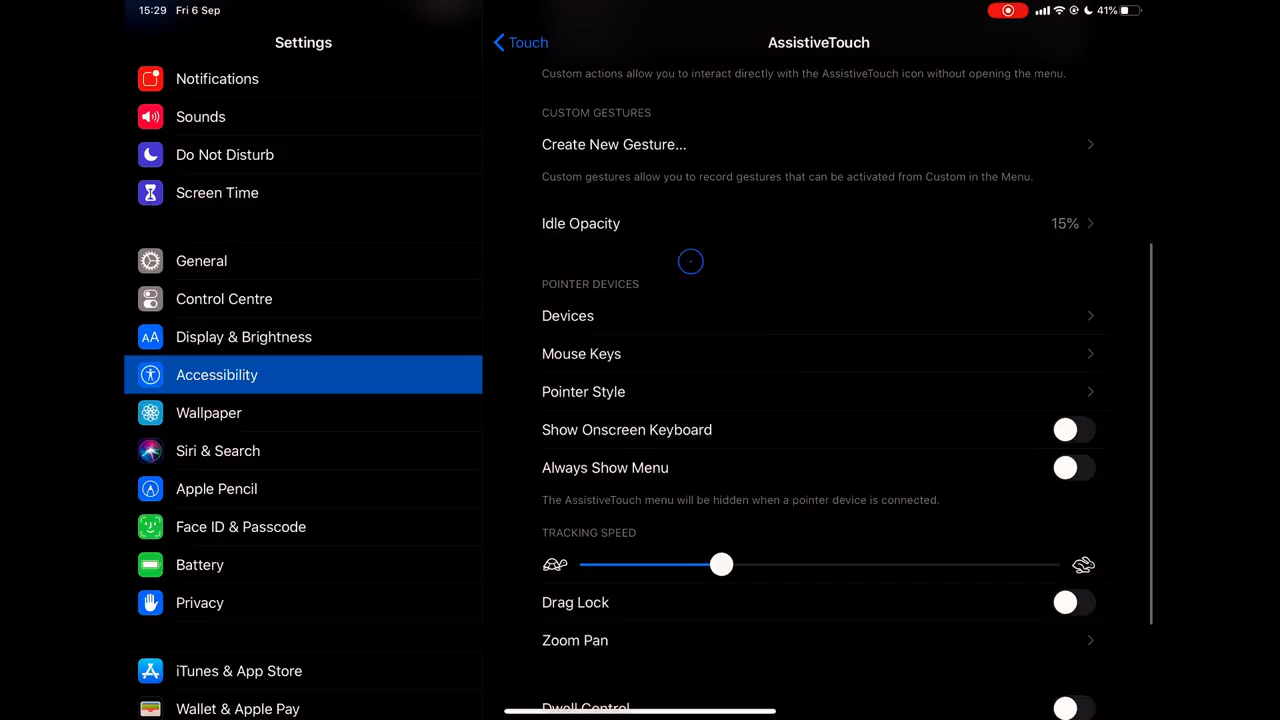 15:29 Fri 6 Sep
41%
Settings
Notifications
Sounds
Do Not Disturb
Screen Time
General
Control Centre
AA Display & Brightness
Accessibility
Wallpaper
Siri & Search
Apple Pencil
Face ID & Passcode
Battery
Privacy
iTunes & App Store
Wallet & Apple Pay
Touch
AssistiveTouch
Custom actions allow you to interact directly with the AssistiveTouch icon without opening the menu.
CUSTOM GESTURES
Create New Gesture...
Custom gestures allow you to record gestures that can be activated from Custom in the Menu.
Idle Opacity 15%
POINTER DEVICES
Devices
Mouse Keys
Pointer Style
Show Onscreen Keyboard
Always Show Menu
The AssistiveTouch menu will be hidden when a pointer device is connected.
TRACKING SPEED
Drag Lock
Zoom Pan
Dwell Control